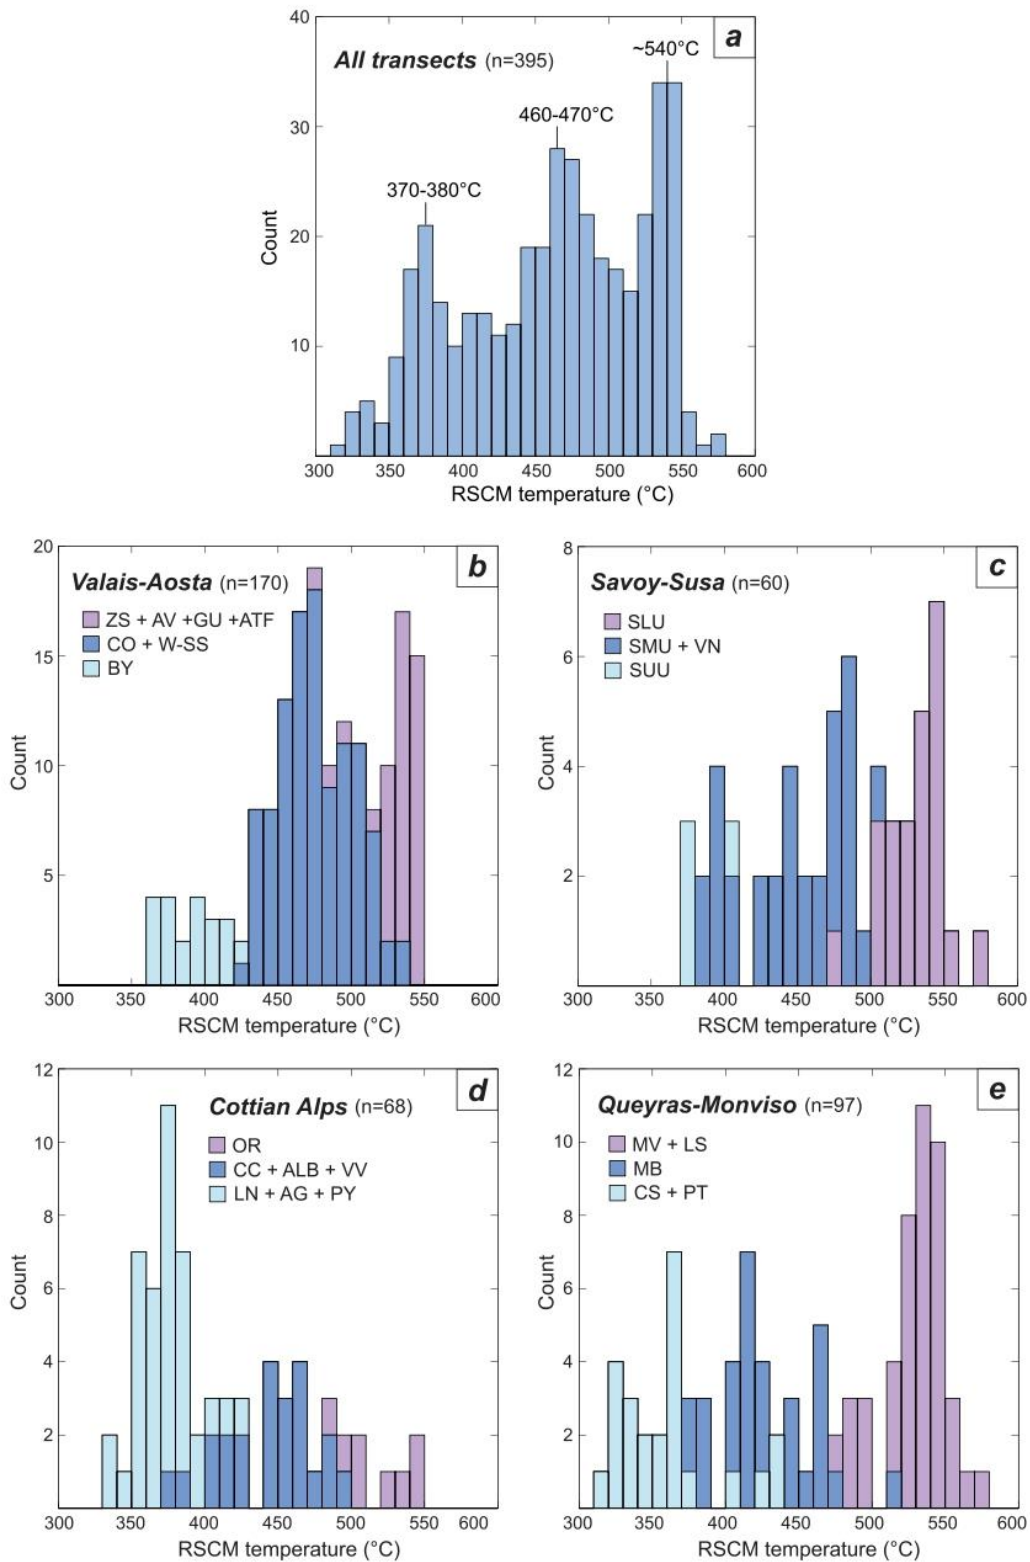 40
a
All transects (n=395)
~540°C
460-470°C
370-380°C
30
20
10
Count
300 350 400 450 500 550 600
RSCM temperature (°C)
20
b
Valais-Aosta (n=170)
ZS + AV +GU +ATF
CO + W-SS
BY
15
10
5
Count
300 400 450 500 550 600
RSCM temperature (°C)
8
c
Savoy-Susa (n=60)
SLU
SMU + VN
SUU
6
4
2
Count
300 400 450 500 550 600
RSCM temperature (°C)
12
d
Cottian Alps (n=68)
OR
CC + ALB + VV
LN + AG + PY
10
8
6
4
2
Count
300 350 400 450 500 550 600
RSCM temperature (°C)
12
e
Queyras-Monviso (n=97)
MV + LS
MB
CS + PT
10
8
6
4
2
Count
300 350 400 450 500 550 600
RSCM temperature (°C)